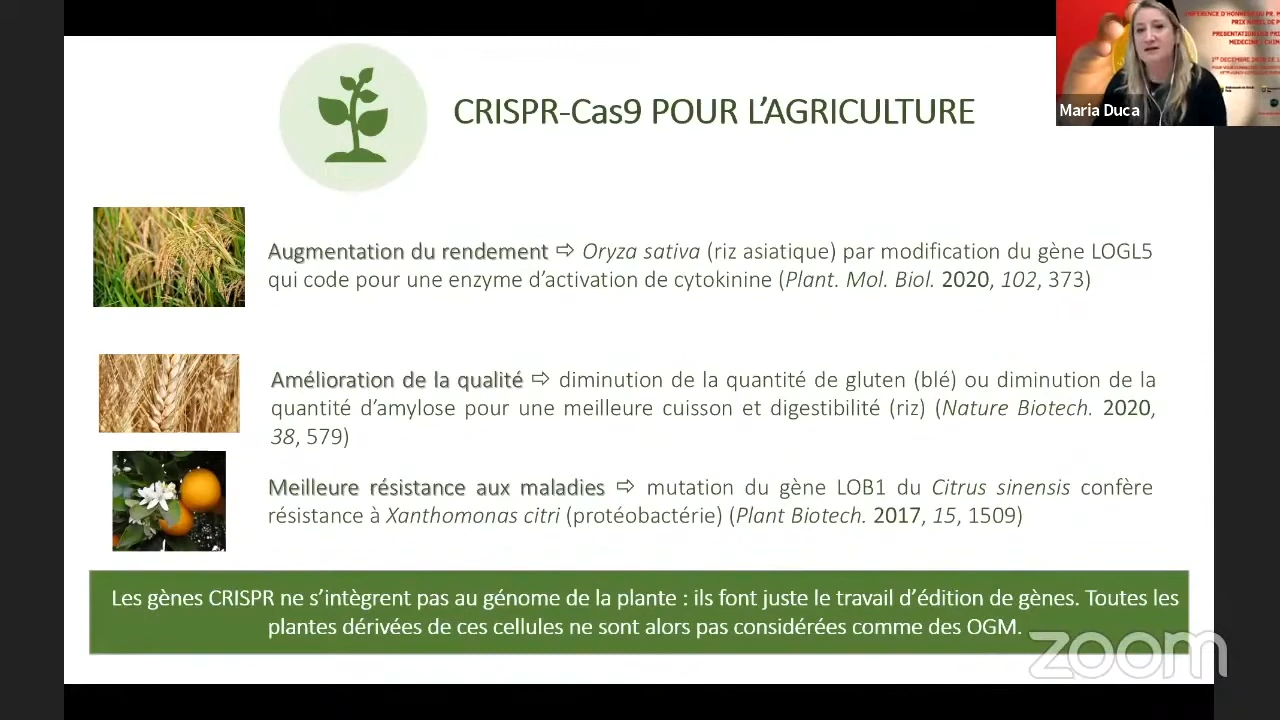 CRISPR-Cas9 POUR L'AGRICULTURE
Maria Duca
Augmentation du rendement ⇨ Oryza sativa (riz asiatique) par modification du gène LOGL5
qui code pour une enzyme d'activation de cytokinine (Plant. Mol. Biol. 2020, 102, 373)
Amélioration de la qualité ⇨ diminution de la quantité de gluten (blé) ou diminution de la
quantité d'amylose pour une meilleure cuisson et digestibilité (riz) (Nature Biotech. 2020,
38, 579)
Meilleure résistance aux maladies ⇨ mutation du gène LOB1 du Citrus sinensis confère
résistance à Xanthomonas citri (protéobactérie) (Plant Biotech. 2017, 15, 1509)
Les gènes CRISPR ne s'intègrent pas au génome de la plante : ils font juste le travail d'édition de gènes. Toutes les
plantes dérivées de ces cellules ne sont alors pas considérées comme des OGM.
zoom